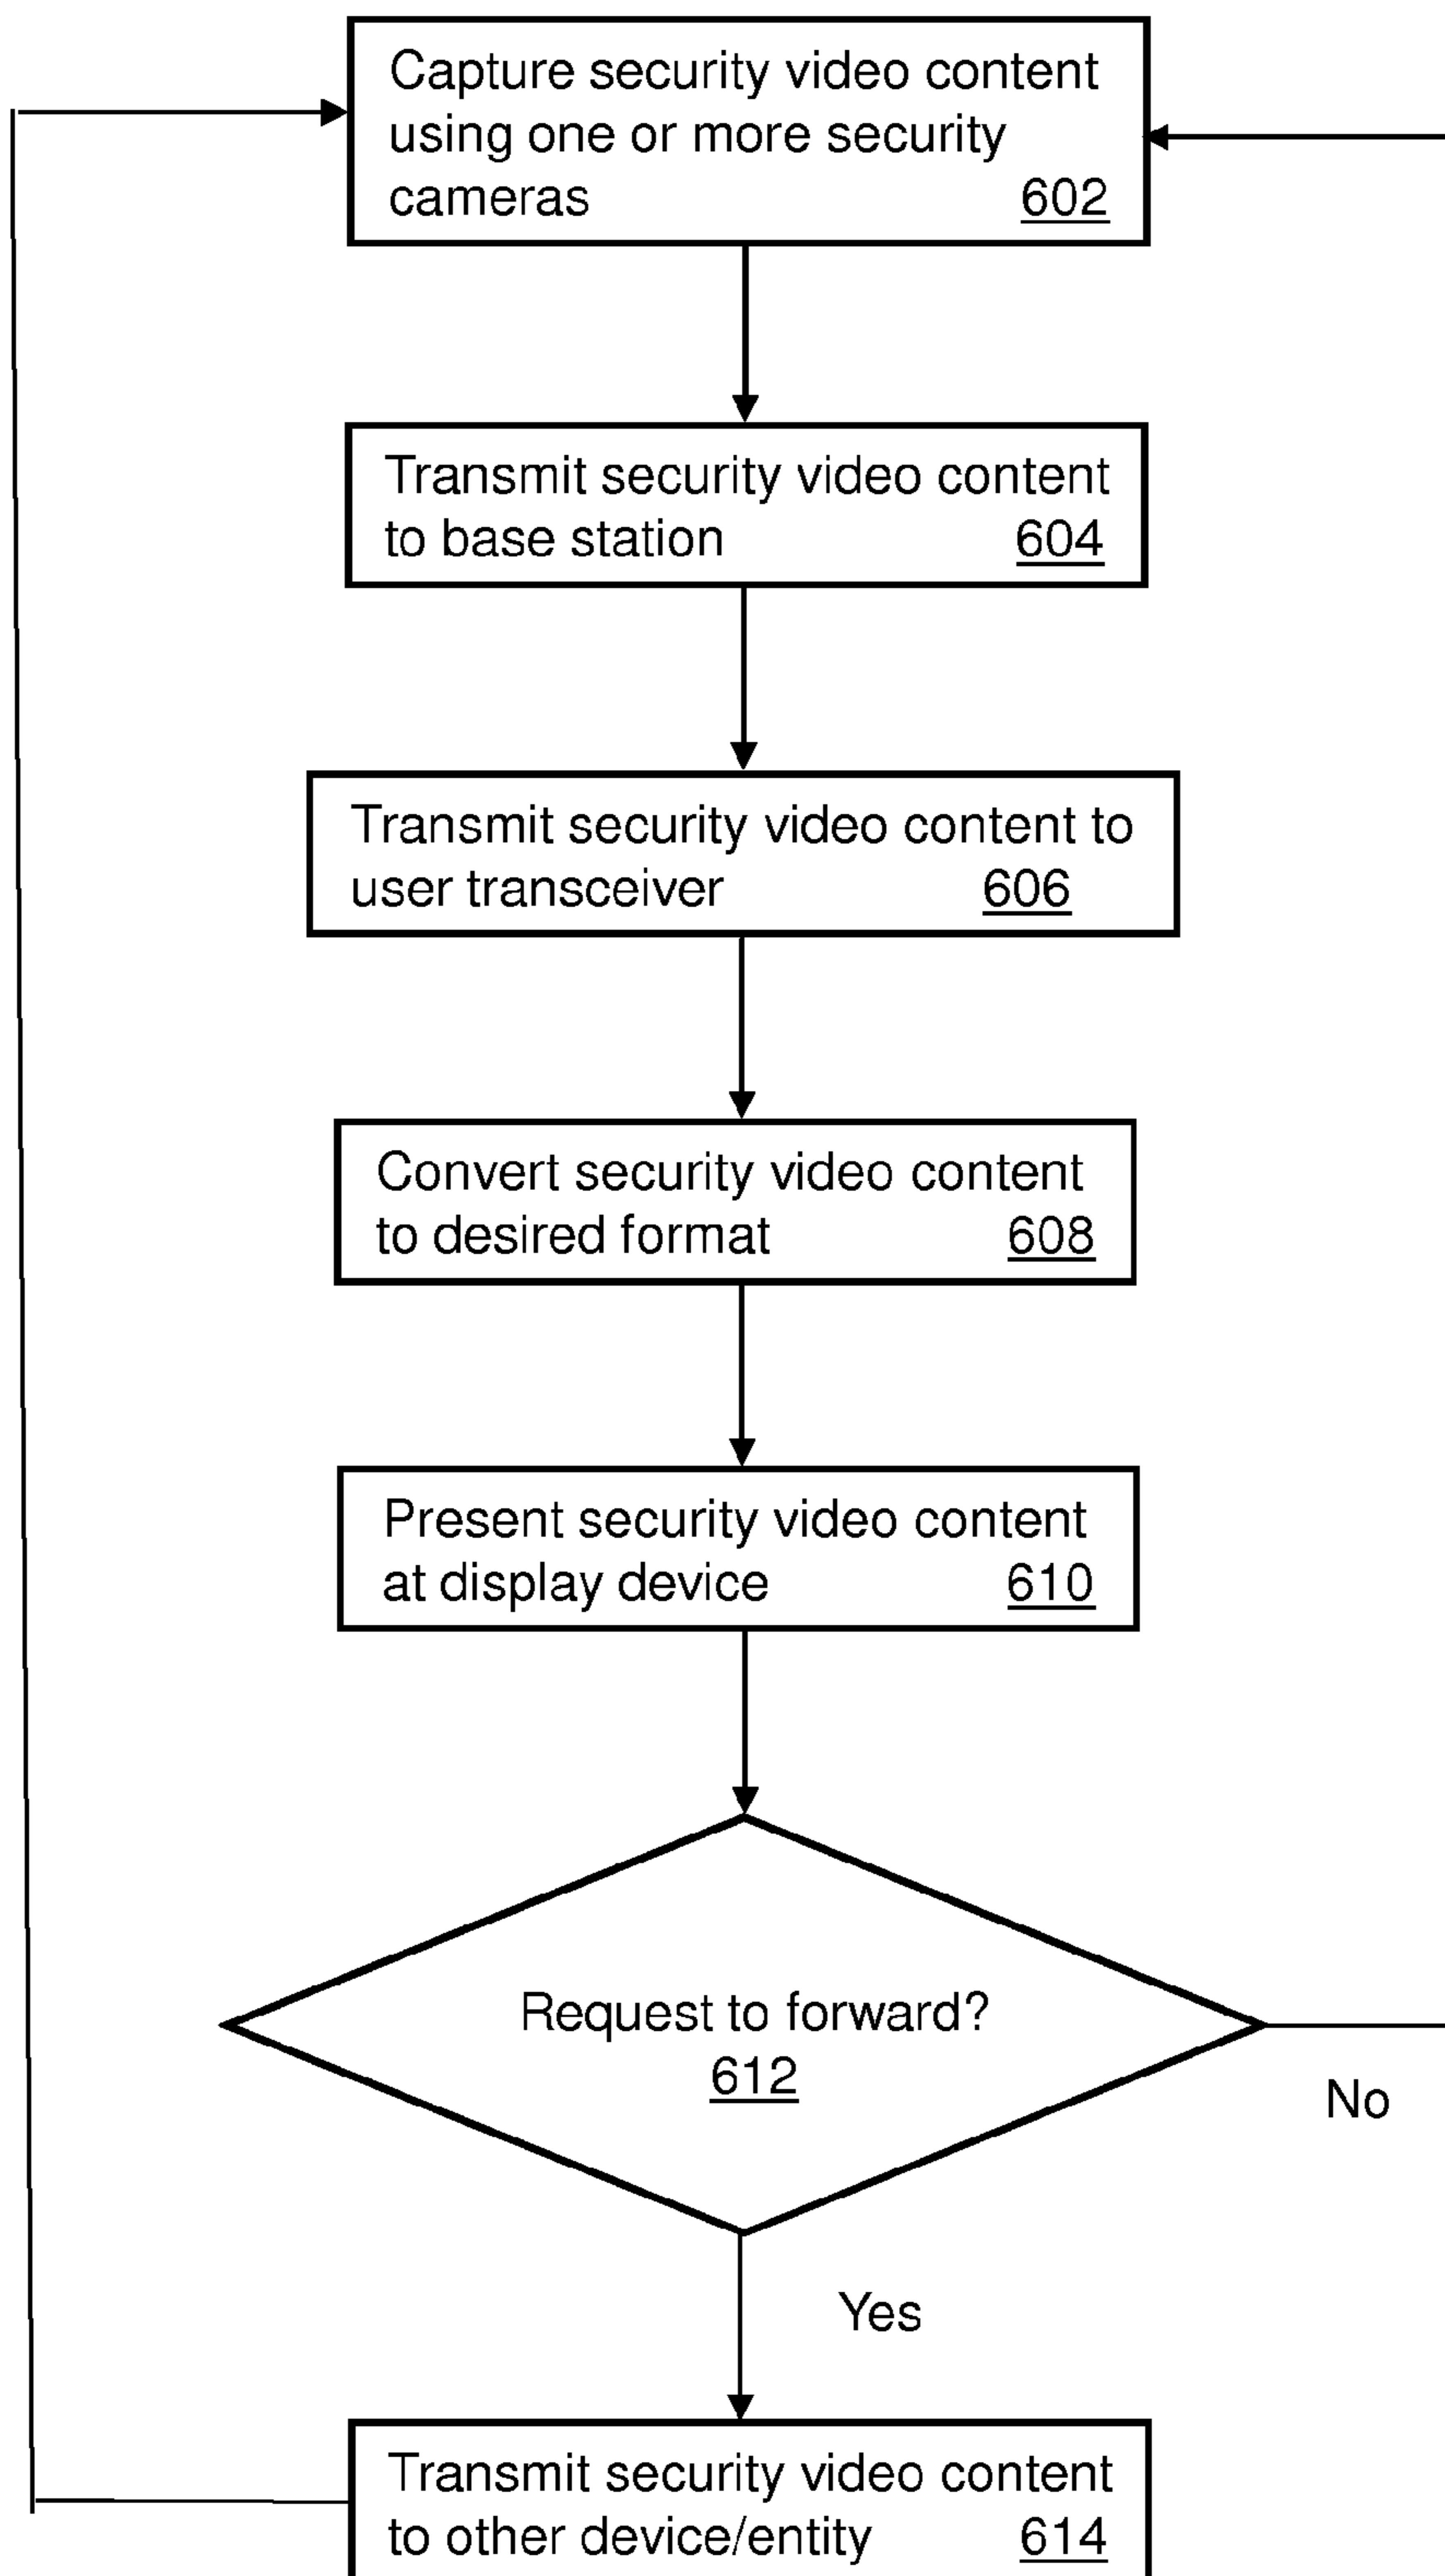 Capture security video content
using one or more security
cameras 602
Transmit security video content
to base station 604
Transmit security video content to
user transceiver 606
Convert security video content
to desired format 608
Present security video content
at display device 610
Request to forward?
612
No
Yes
Transmit security video content
to other device/entity 614